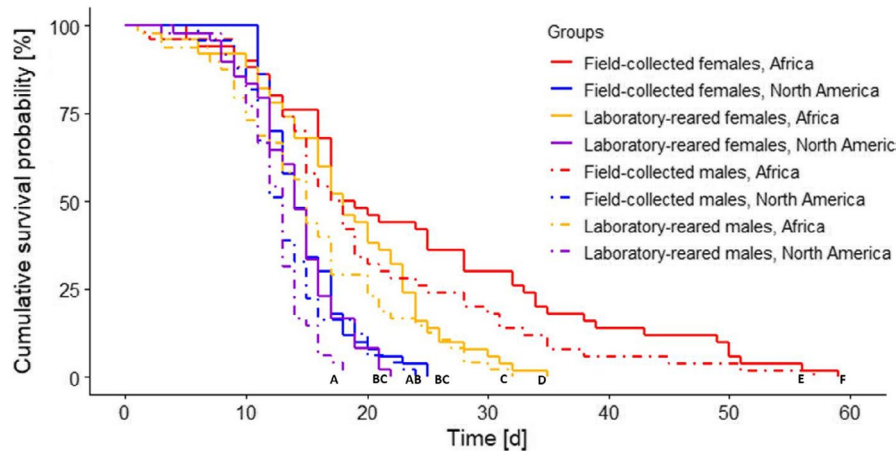 Cumulative survival probability [%]
100
75
50
25
0
Groups
Field-collected females, Africa
Field-collected females, North America
Laboratory-reared females, Africa
Laboratory-reared females, North Americ
Field-collected males, Africa
Field-collected males, North America
Laboratory-reared males, Africa
Laboratory-reared males, North America
A BC AB BC C D E F
0 10 20 30 40 50 60
Time [d]